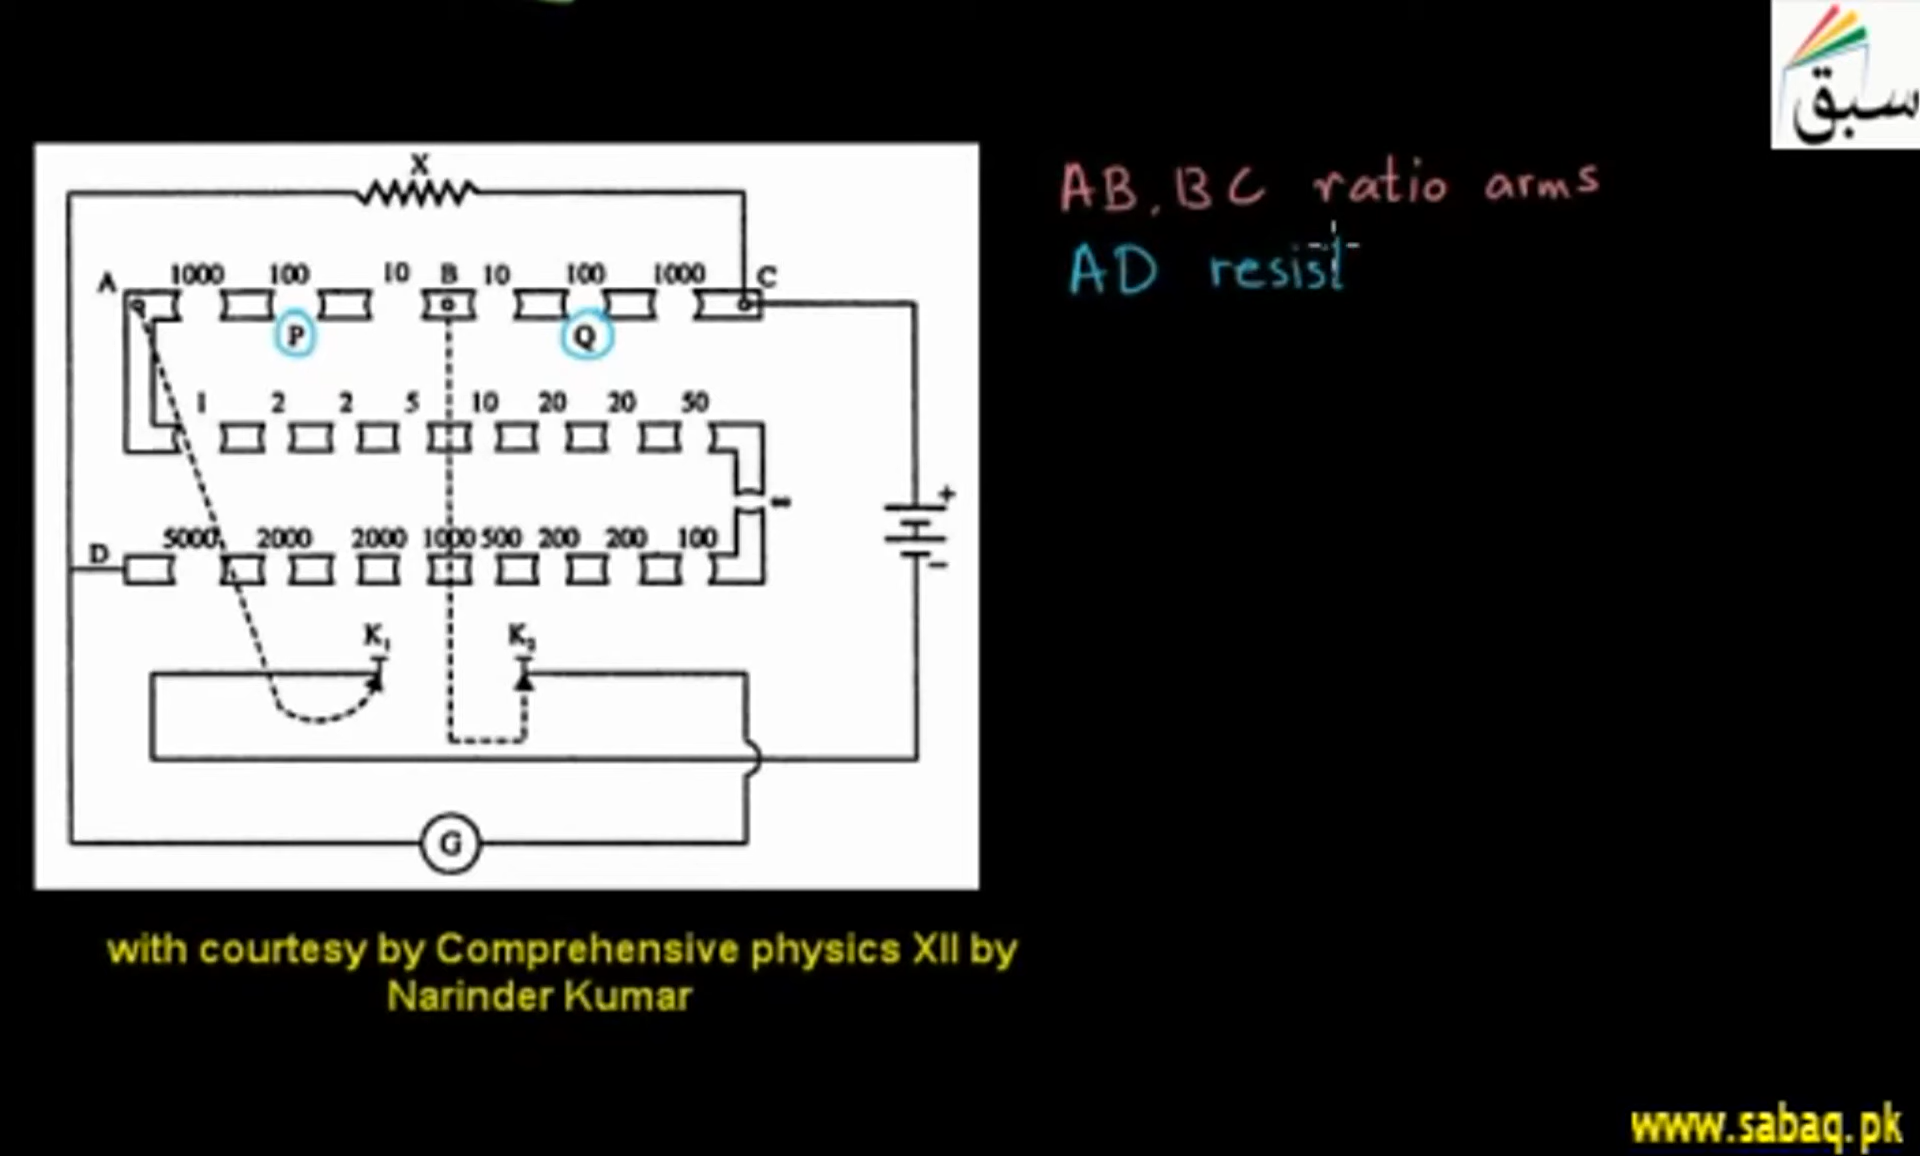 سبق
X
AB, BC ratio arms
AD resist
A 1000 100 10 B 10 100 1000 C
P Q
1 2 2 5 10 20 20 50
+
∞
D 5000 2000 2000 1000 500 200 200 100
-
K1 K2
G
with courtesy by Comprehensive physics XII by
Narinder Kumar
www.sabaq.pk